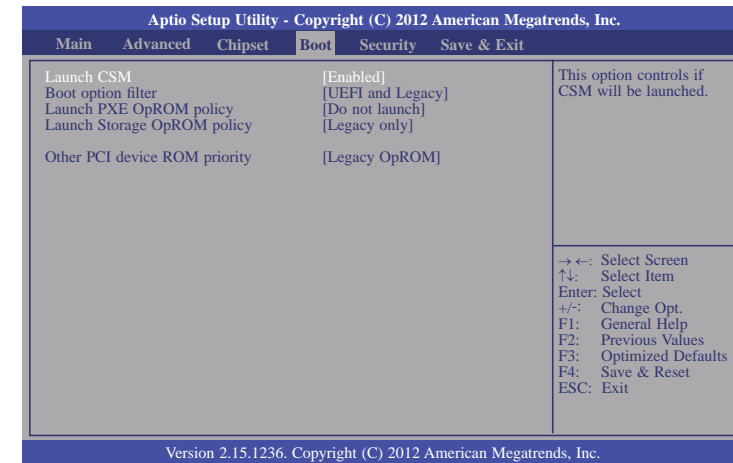 Aptio Setup Utility - Copyright (C) 2012 American Megatrends, Inc.
Main Advanced Chipset Boot Security Save & Exit
Launch CSM [Enabled]
Boot option filter [UEFI and Legacy]
Launch PXE OpROM policy [Do not launch]
Launch Storage OpROM policy [Legacy only]
Other PCI device ROM priority [Legacy OpROM]
This option controls if
CSM will be launched.
→←: Select Screen
↑↓: Select Item
Enter: Select
+/-: Change Opt.
F1: General Help
F2: Previous Values
F3: Optimized Defaults
F4: Save & Reset
ESC: Exit
Version 2.15.1236. Copyright (C) 2012 American Megatrends, Inc.